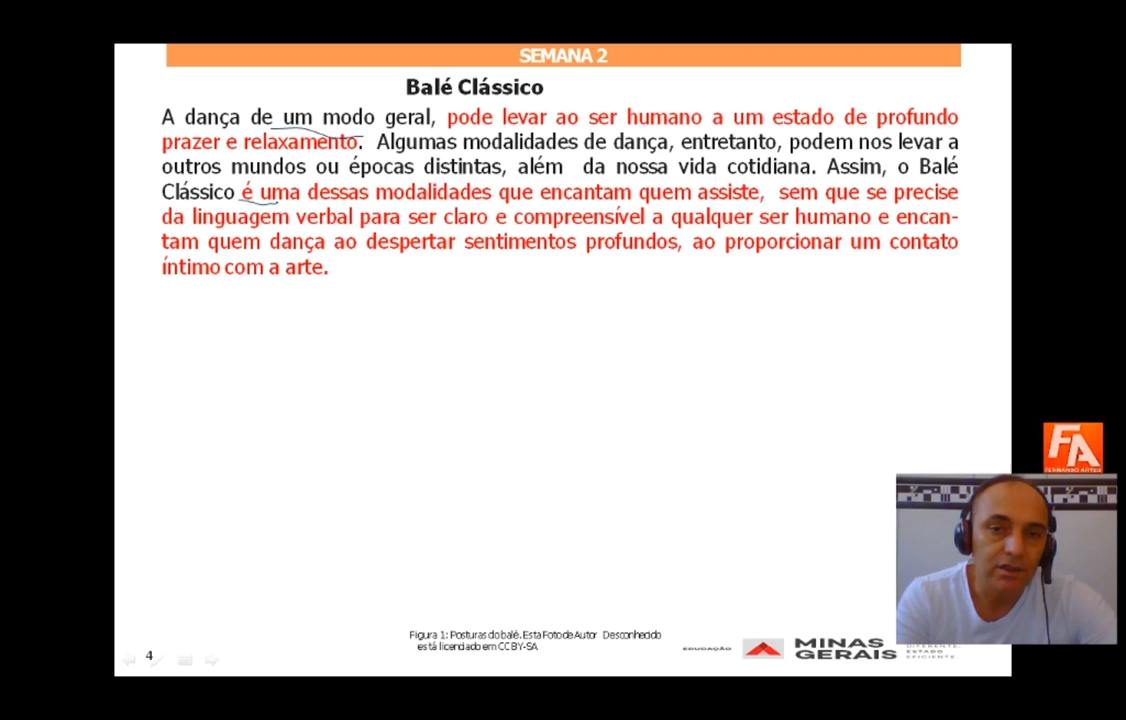 SEMANA 2
Balé Clássico
A dança de um modo geral, pode levar ao ser humano a um estado de profundo
prazer e relaxamento. Algumas modalidades de dança, entretanto, podem nos levar a
outros mundos ou épocas distintas, além da nossa vida cotidiana. Assim, o Balé
Clássico é uma dessas modalidades que encantam quem assiste, sem que se precise
da linguagem verbal para ser claro e compreensível a qualquer ser humano e encan-
tam quem dança ao despertar sentimentos profundos, ao proporcionar um contato
íntimo com a arte.
FA
FERNANDO ARTES
Figura 1: Posturas do balé. Esta Foto de Autor Desconhecido
está licenciado em CC BY-SA
4
EDUCAÇÃO
MINAS
GERAIS
DIFERENTE.
ESTADO
EFICIENTE.